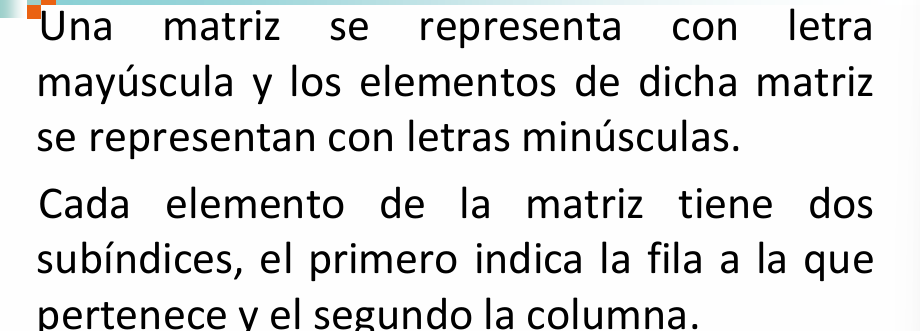 Una matriz se representa con letra
mayúscula y los elementos de dicha matriz
se representan con letras minúsculas.
Cada elemento de la matriz tiene dos
subíndices, el primero indica la fila a la que
pertenece y el segundo la columna.